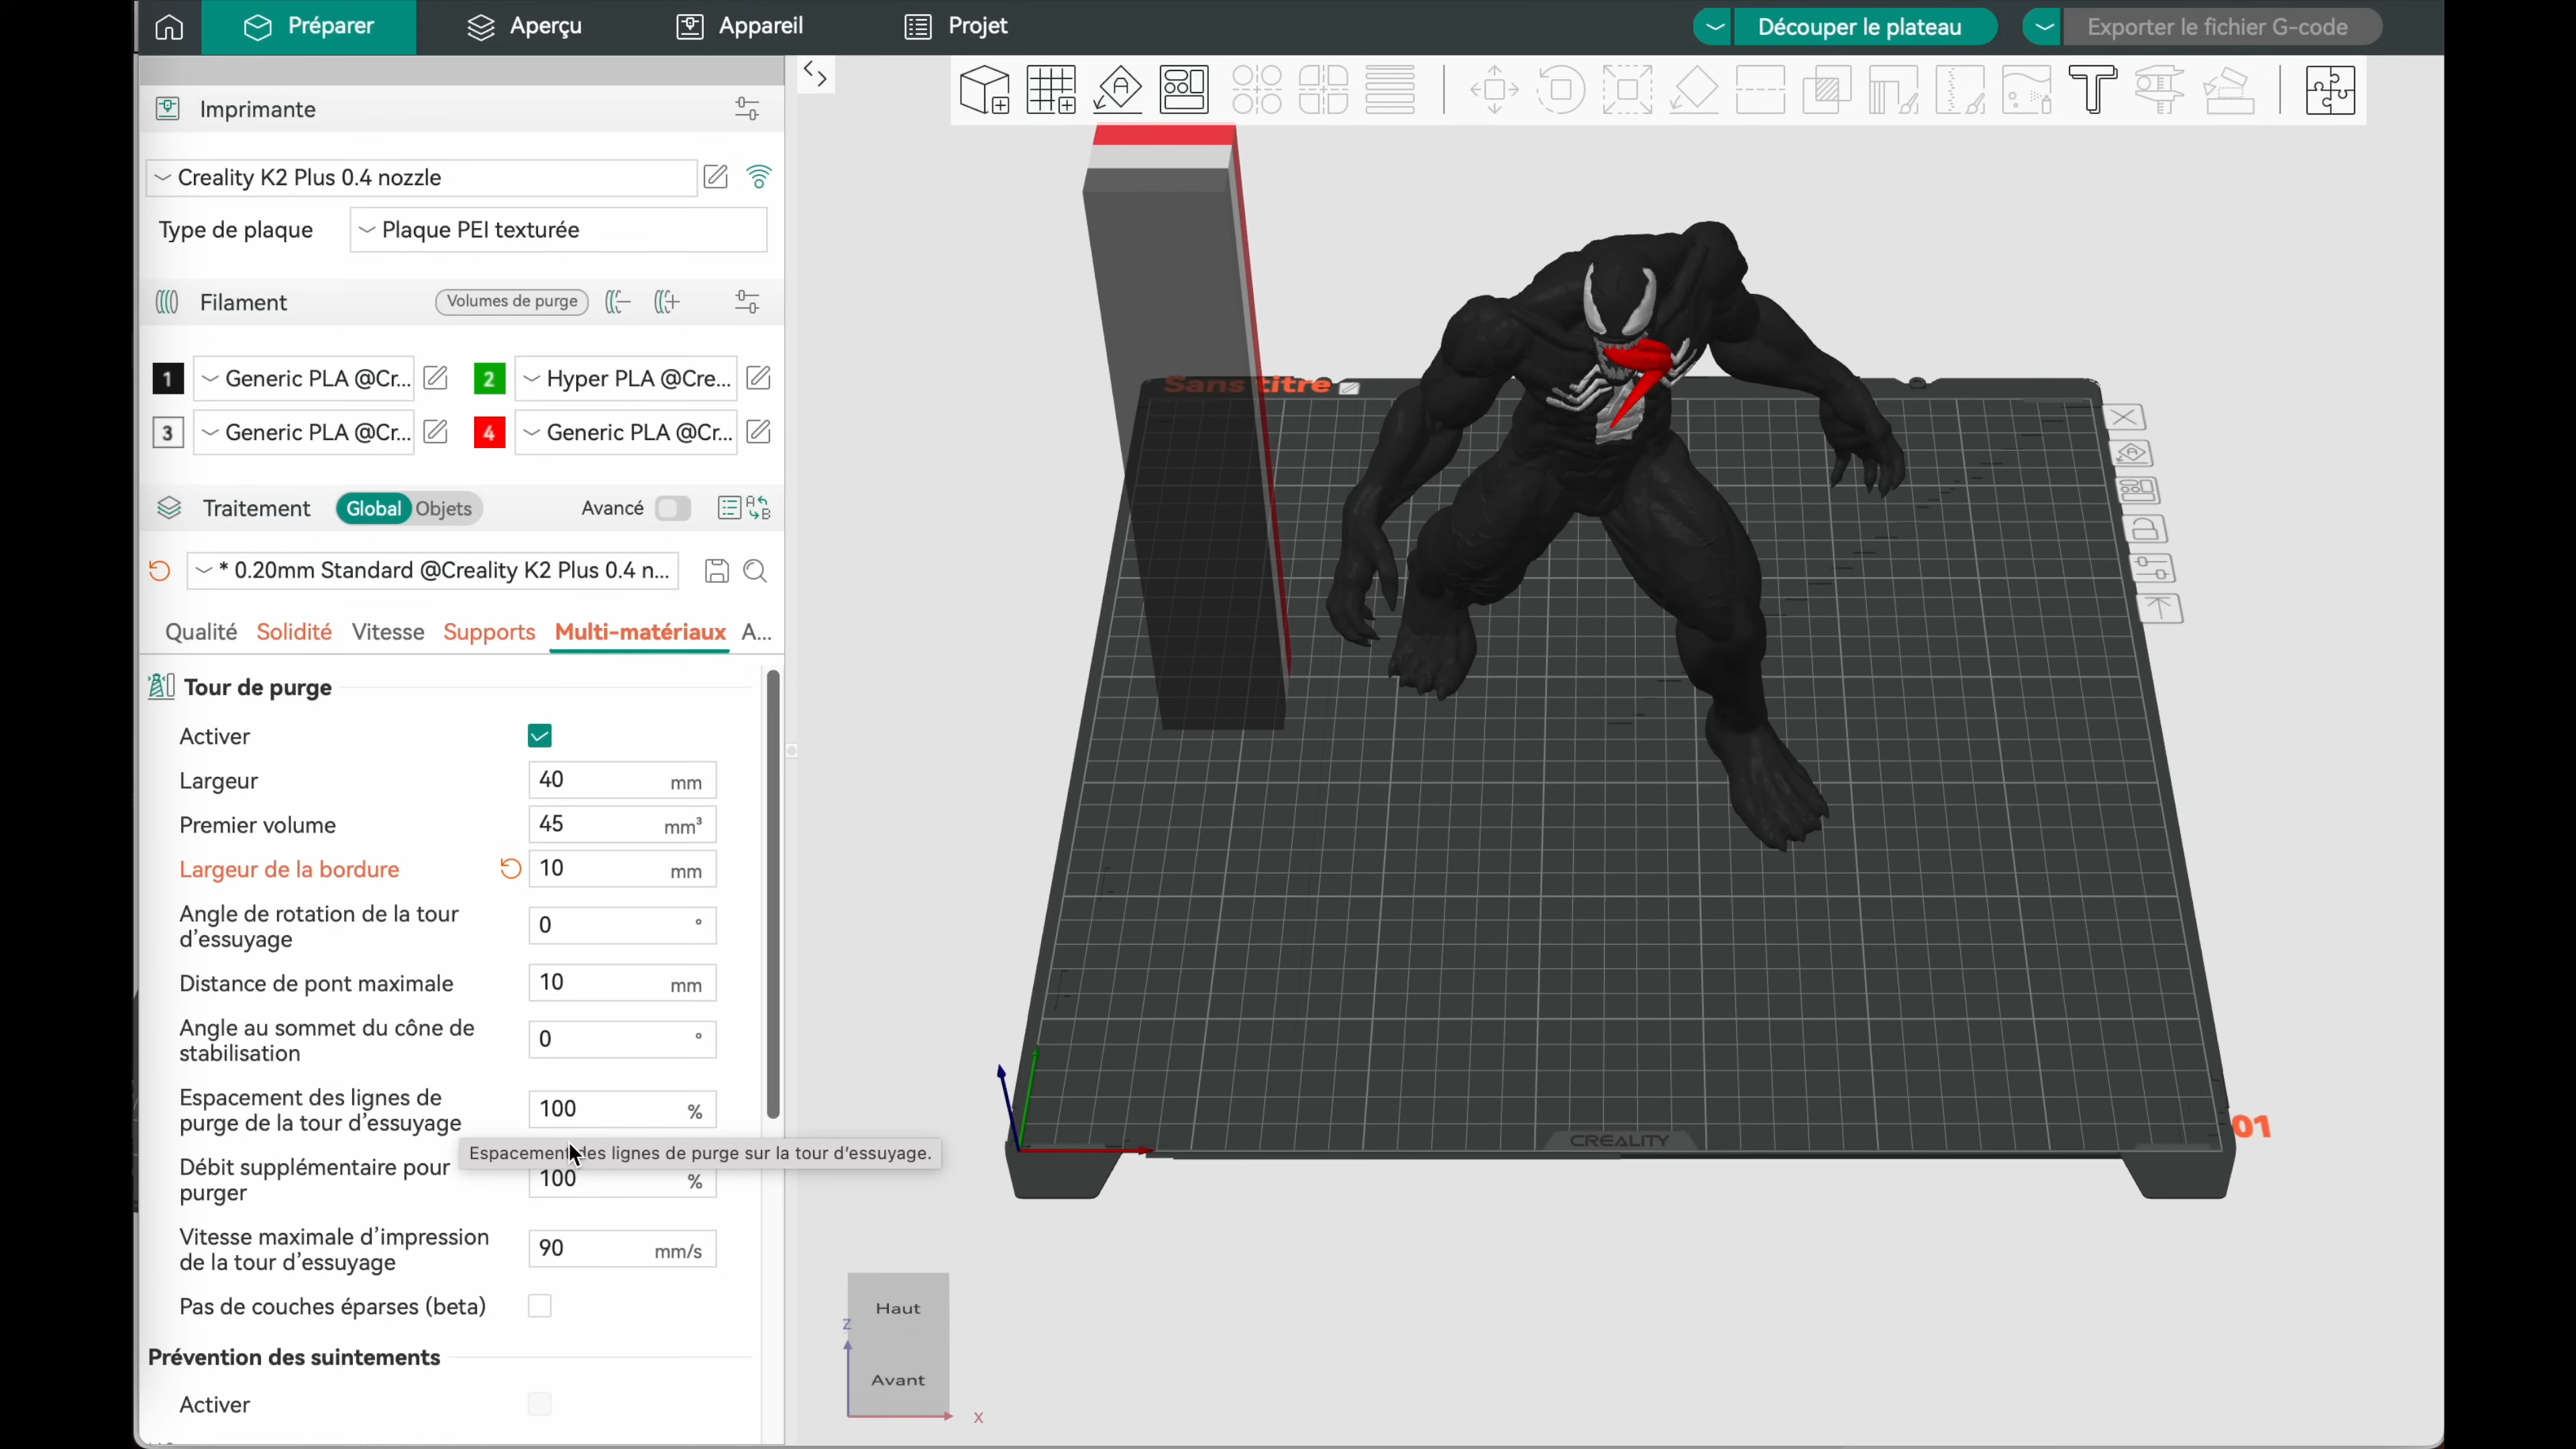 Préparer
Aperçu
Appareil
Projet
Découper le plateau
Exporter le fichier G-code
Imprimante
Creality K2 Plus 0.4 nozzle
Type de plaque
Plaque PEI texturée
Filament
Volumes de purge
1
Generic PLA @Cr...
2
Hyper PLA @Cre...
3
Generic PLA @Cr...
4
Generic PLA @Cr...
Traitement
Global
Objets
Avancé
* 0.20mm Standard @Creality K2 Plus 0.4 n...
Qualité
Solidité
Vitesse
Supports
Multi-matériaux
A...
Tour de purge
Activer
Largeur
40 mm
Premier volume
45 mm³
Largeur de la bordure
10 mm
Angle de rotation de la tour
d'essuyage
0 °
Distance de pont maximale
10 mm
Angle au sommet du cône de
stabilisation
0 °
Espacement des lignes de
purge de la tour d'essuyage
100 %
Espacement des lignes de purge sur la tour d'essuyage.
Débit supplémentaire pour
purger
100 %
Vitesse maximale d'impression
de la tour d'essuyage
90 mm/s
Pas de couches éparses (beta)
Prévention des suintements
Activer
Sans titre
CREALITY
01
Haut
Avant
Z
X